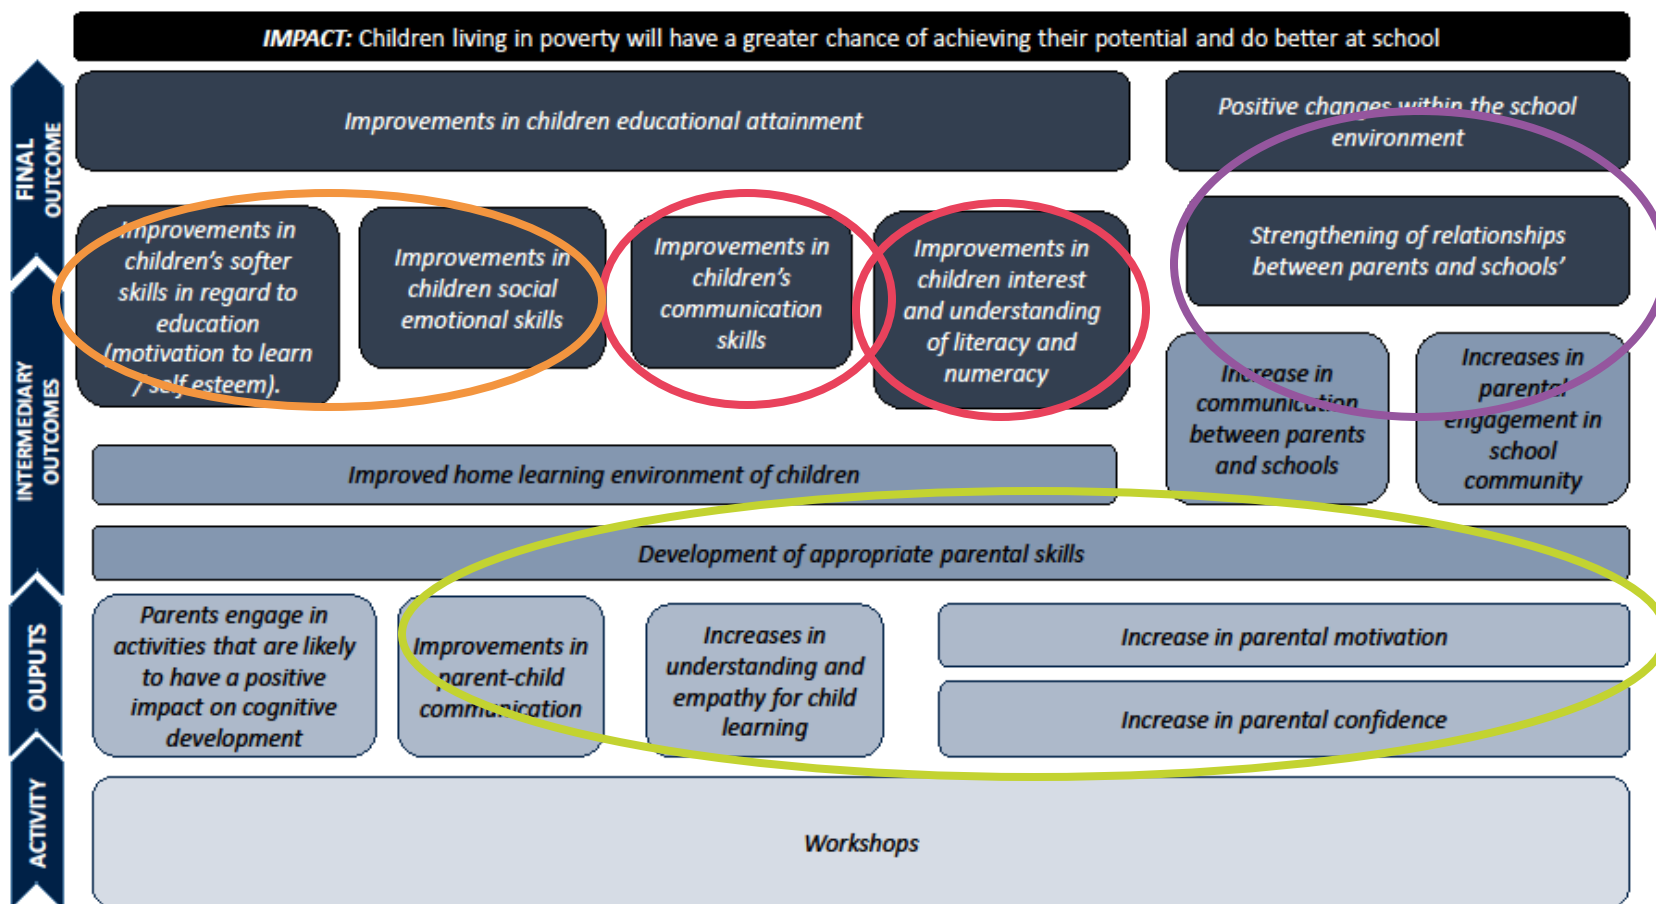 IMPACT: Children living in poverty will have a greater chance of achieving their potential and do better at school
FINAL
OUTCOME
Improvements in children educational attainment
Positive changes within the school
environment
Improvements in
children’s softer
skills in regard to
education
(motivation to learn
/ self esteem).
Improvements in
children social
emotional skills
Improvements in
children’s
communication
skills
Improvements in
children interest
and understanding
of literacy and
numeracy
Strengthening of relationships
between parents and schools’
INTERMEDIARY
OUTCOMES
Increase in
communication
between parents
and schools
Increases in
parental
engagement in
school
community
Improved home learning environment of children
Development of appropriate parental skills
OUPUTS
Parents engage in
activities that are likely
to have a positive
impact on cognitive
development
Improvements in
parent-child
communication
Increases in
understanding and
empathy for child
learning
Increase in parental motivation
Increase in parental confidence
ACTIVITY
Workshops